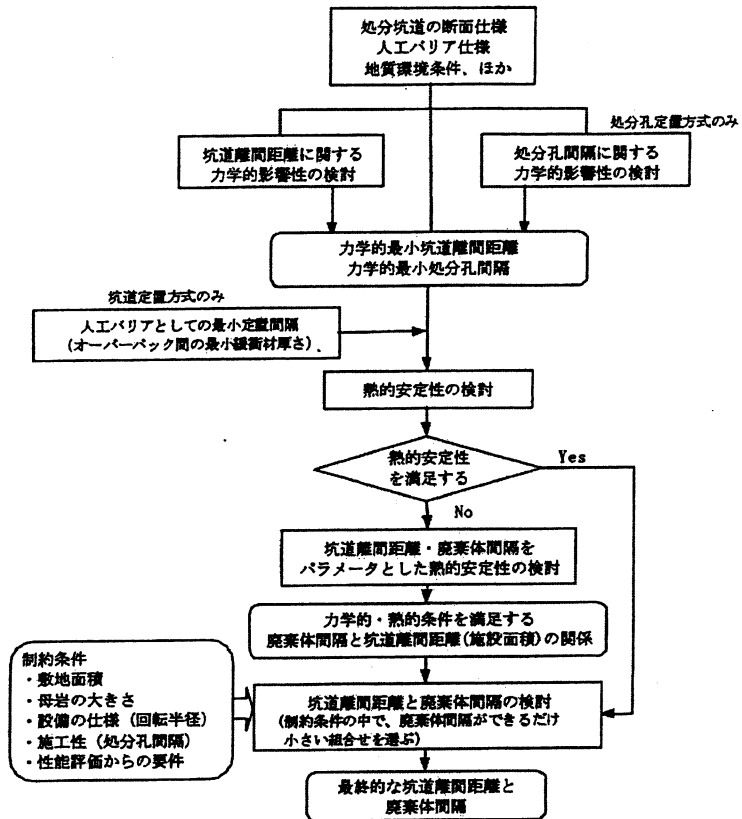 処分坑道の断面仕様
人工バリア仕様
地質環境条件、ほか
処分孔定置方式のみ
坑道離間距離に関する
力学的影響性の検討
処分孔間隔に関する
力学的影響性の検討
力学的最小坑道離間距離
力学的最小処分孔間隔
坑道定置方式のみ
人工バリアとしての最小定置間隔
(オーバーパック間の最小緩衝材厚さ)、
熱的安定性の検討
熱的安定性
を満足する
Yes
No
坑道離間距離・廃棄体間隔を
パラメータとした熱的安定性の検討
力学的・熱的条件を満足する
廃棄体間隔と坑道離間距離(施設面積)の関係
制約条件
・敷地面積
・母岩の大きさ
・設備の仕様（回転半径）
・施工性（処分孔間隔）
・性能評価からの要件
坑道離間距離と廃棄体間隔の検討
(制約条件の中で、廃棄体間隔ができるだけ
小さい組合せを選ぶ)
最終的な坑道離間距離と
廃棄体間隔